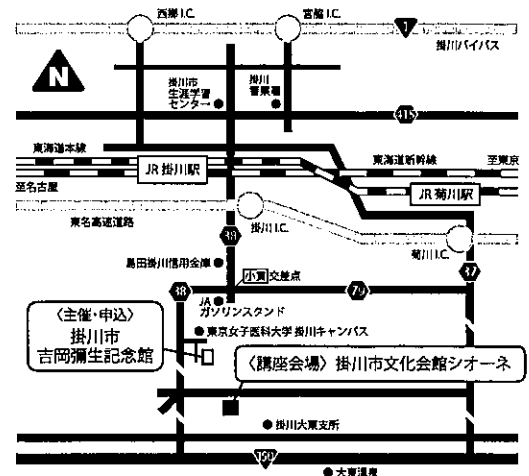 西郷I.C.
宮脇I.C.
1
掛川バイパス
N
掛川市
生涯学習
センター
掛川
警察署
415
東海道本線
JR 掛川駅
東海道新幹線
至東京
至名古屋
JR 菊川駅
東名高速道路
掛川I.C.
菊川I.C.
38
37
島田掛川信用金庫
小貫交差点
38
79
JA
ガソリンスタンド
〈主催・申込〉
掛川市
吉岡彌生記念館
東京女子医科大学 掛川キャンパス
〈講座会場〉掛川市文化会館シオーネ
掛川大東支所
150
大東温泉